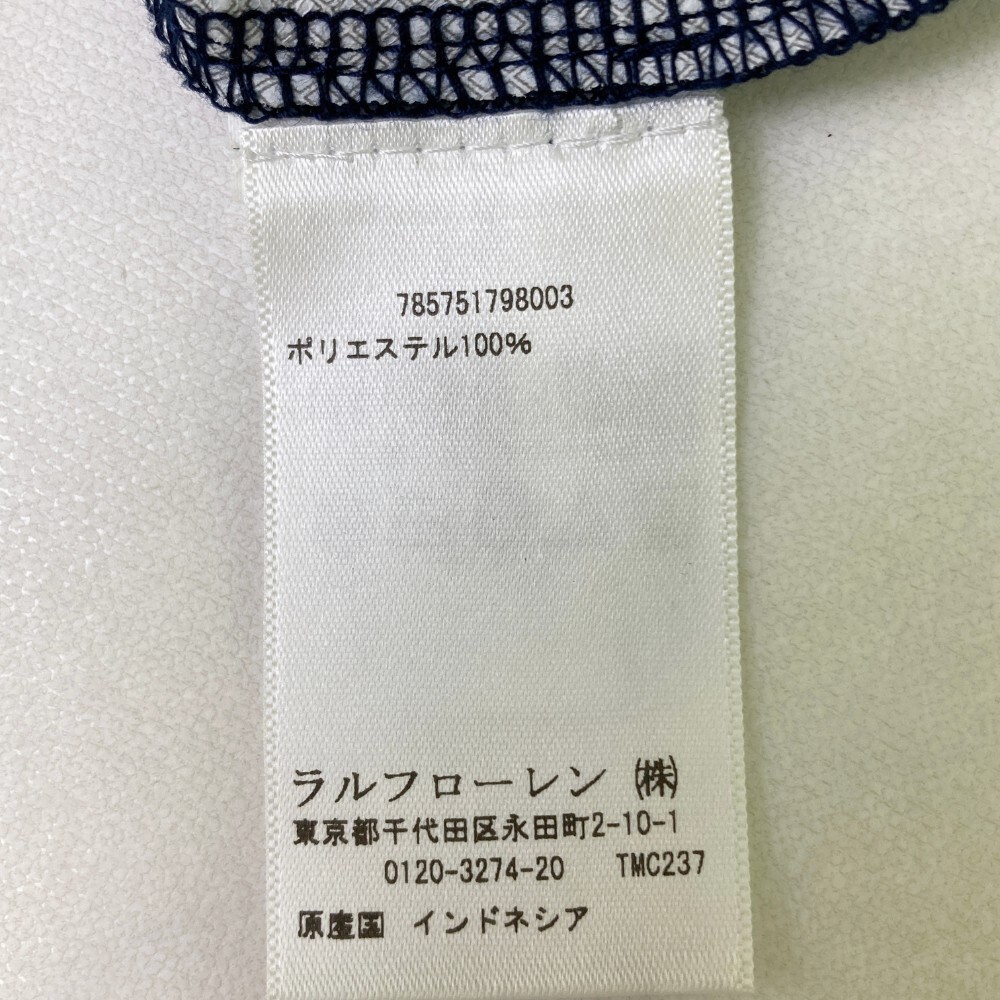 785751798003
ポリエステル100%
ラルフローレン ㈱
東京都千代田区永田町2-10-1
0120-3274-20 TMC237
原産国 インドネシア